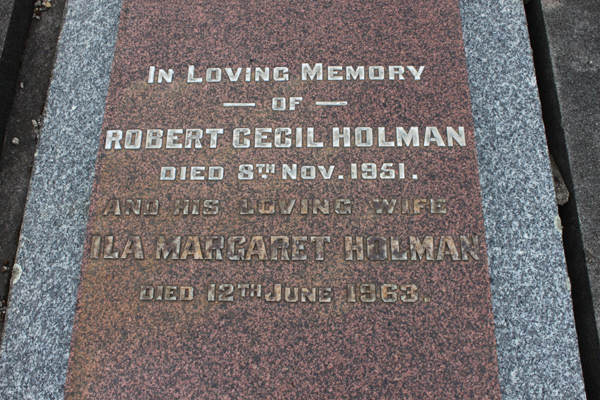 IN LOVING MEMORY
— OF —
ROBERT CECIL HOLMAN
DIED 8TH NOV. 1951.
AND HIS LOVING WIFE
ILA MARGARET HOLMAN
DIED 12TH JUNE 1963.